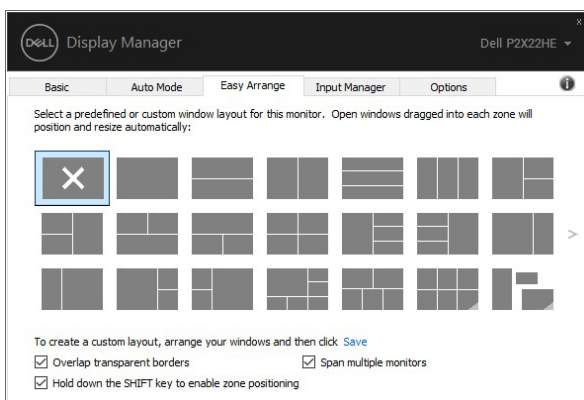 x
DELL Display Manager
Dell P2X22HE
Basic Auto Mode Easy Arrange Input Manager Options
Select a predefined or custom window layout for this monitor. Open windows dragged into each zone will
position and resize automatically:
To create a custom layout, arrange your windows and then click Save
Overlap transparent borders Span multiple monitors
Hold down the SHIFT key to enable zone positioning